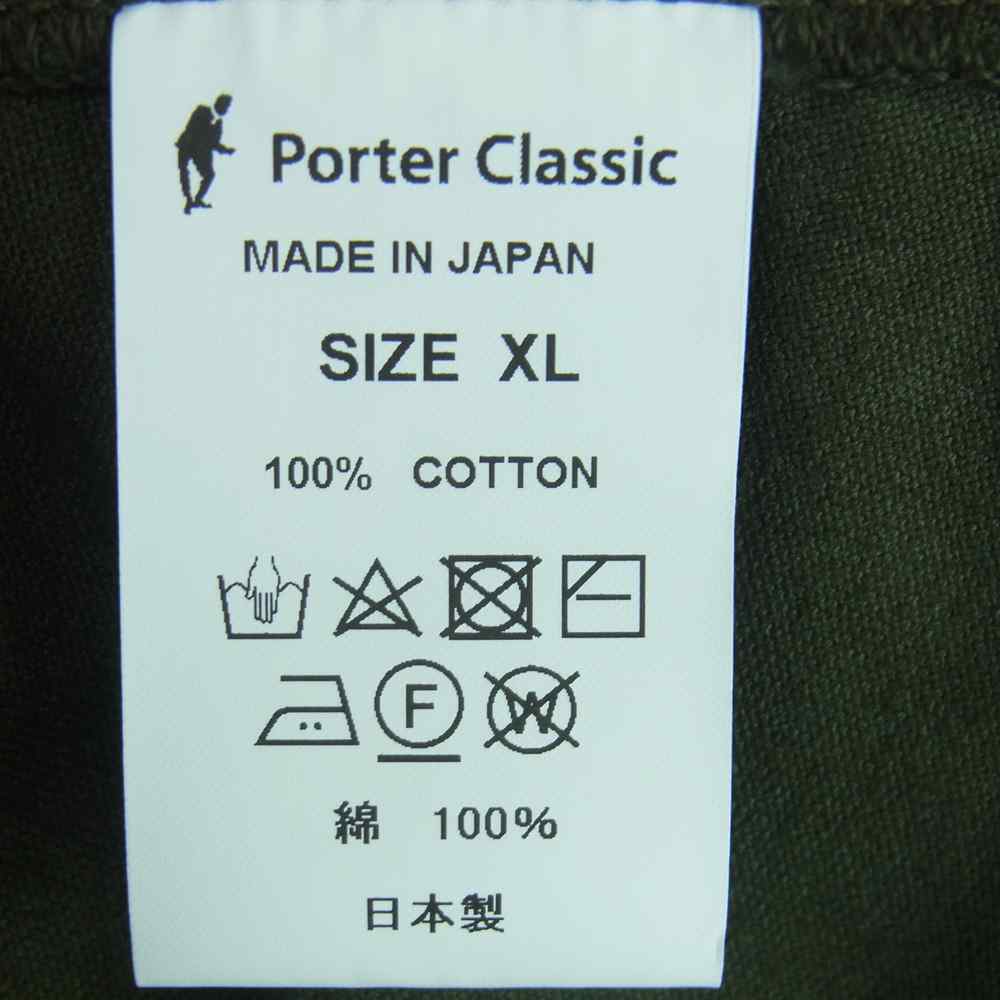 Porter Classic
MADE IN JAPAN
SIZE XL
100% COTTON
F W
綿 100%
日本製